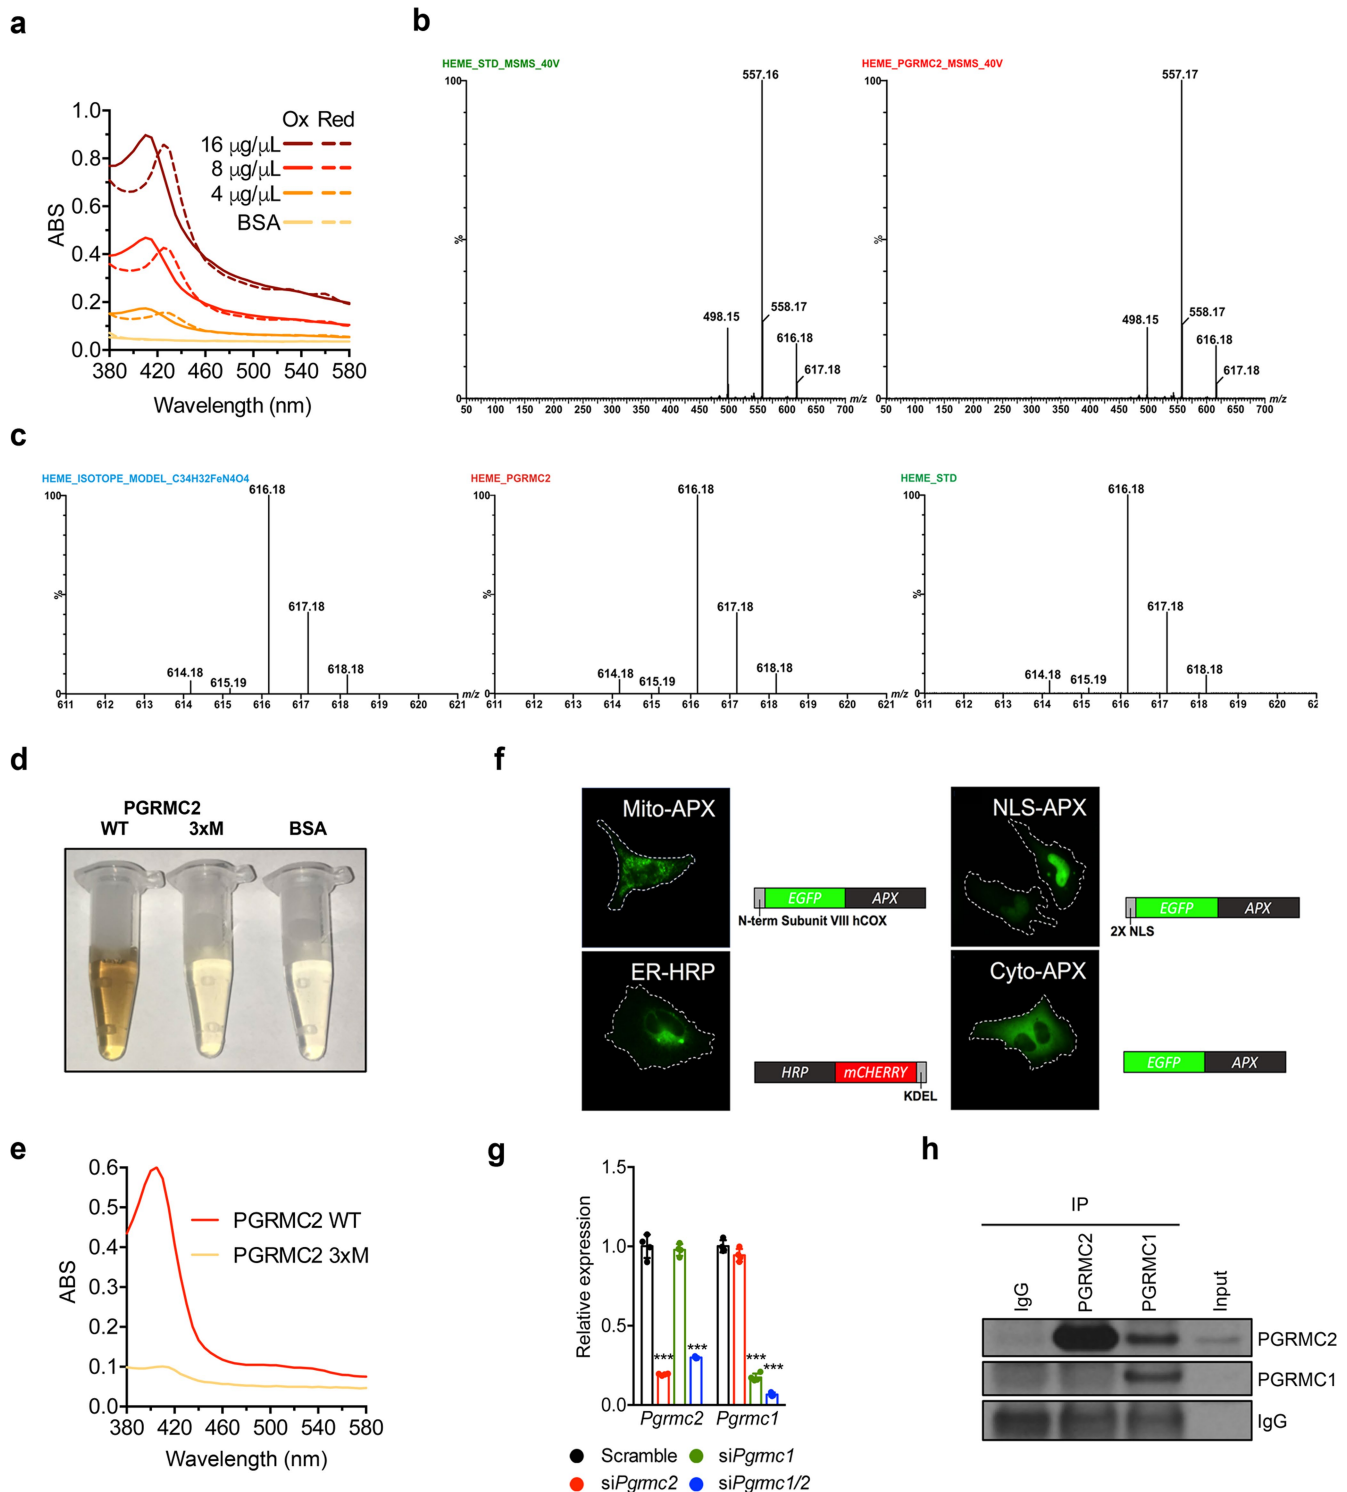 a
1.0
0.8
0.6
0.4
0.2
0.0
ABS
Ox Red
16 µg/µL
8 µg/µL
4 µg/µL
BSA
380 420 460 500 540 580
Wavelength (nm)
b
HEME_STD_MSMS_40V
100
%
557.16
558.17
498.15
616.18
617.18
50 100 150 200 250 300 350 400 450 500 550 600 650 700 m/z
HEME_PGRMC2_MSMS_40V
100
%
557.17
558.17
498.15
616.18
617.18
50 100 150 200 250 300 350 400 450 500 550 600 650 700 m/z
c
HEME_ISOTOPE_MODEL_C34H32FeN4O4
100
%
0
616.18
617.18
614.18
615.19
618.18
611 612 613 614 615 616 617 618 619 620 621 m/z
HEME_PGRMC2
100
%
0
616.18
617.18
614.18
615.19
618.18
611 612 613 614 615 616 617 618 619 620 621 m/z
HEME_STD
100
%
0
616.18
617.18
614.18
615.19
618.18
611 612 613 614 615 616 617 618 619 620 62
d
PGRMC2
WT 3xM BSA
e
0.6
0.5
0.4
0.3
0.2
0.1
0.0
ABS
PGRMC2 WT
PGRMC2 3xM
380 420 460 500 540 580
Wavelength (nm)
f
Mito-APX
EGFP APX
N-term Subunit VIII hCOX
NLS-APX
EGFP APX
2X NLS
ER-HRP
HRP mCHERRY
KDEL
Cyto-APX
EGFP APX
g
1.5
1.0
0.5
0.0
Relative expression
*** *** *** ***
Pgrmc2 Pgrmc1
Scramble siPgrmc1
siPgrmc2 siPgrmc1/2
h
IP
IgG PGRMC2 PGRMC1 Input
PGRMC2
PGRMC1
IgG